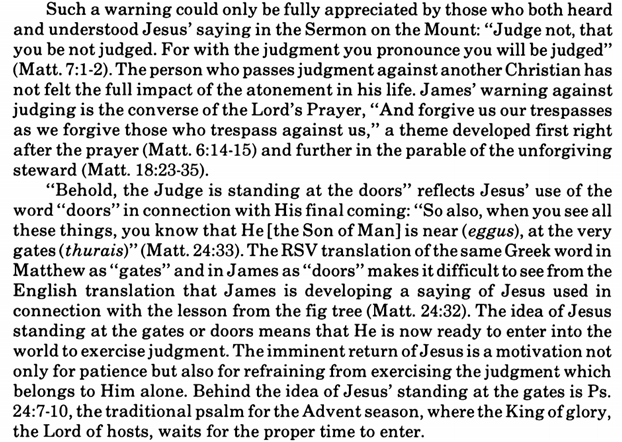 Such a warning could only be fully appreciated by those who both heard
and understood Jesus’ saying in the Sermon on the Mount: “Judge not, that
you be not judged. For with the judgment you pronounce you will be judged”
(Matt. 7:1-2). The person who passes judgment against another Christian has
not felt the full impact of the atonement in his life. James’ warning against
judging is the converse of the Lord’s Prayer, “And forgive us our trespasses
as we forgive those who trespass against us,” a theme developed first right
after the prayer (Matt. 6:14-15) and further in the parable of the unforgiving
steward (Matt. 18:23-35).
“Behold, the Judge is standing at the doors” reflects Jesus’ use of the
word “doors” in connection with His final coming: “So also, when you see all
these things, you know that He [the Son of Man] is near (eggus), at the very
gates (thurais)” (Matt. 24:33). The RSV translation of the same Greek word in
Matthew as “gates” and in James as “doors” makes it difficult to see from the
English translation that James is developing a saying of Jesus used in
connection with the lesson from the fig tree (Matt. 24:32). The idea of Jesus
standing at the gates or doors means that He is now ready to enter into the
world to exercise judgment. The imminent return of Jesus is a motivation not
only for patience but also for refraining from exercising the judgment which
belongs to Him alone. Behind the idea of Jesus’ standing at the gates is Ps.
24:7-10, the traditional psalm for the Advent season, where the King of glory,
the Lord of hosts, waits for the proper time to enter.